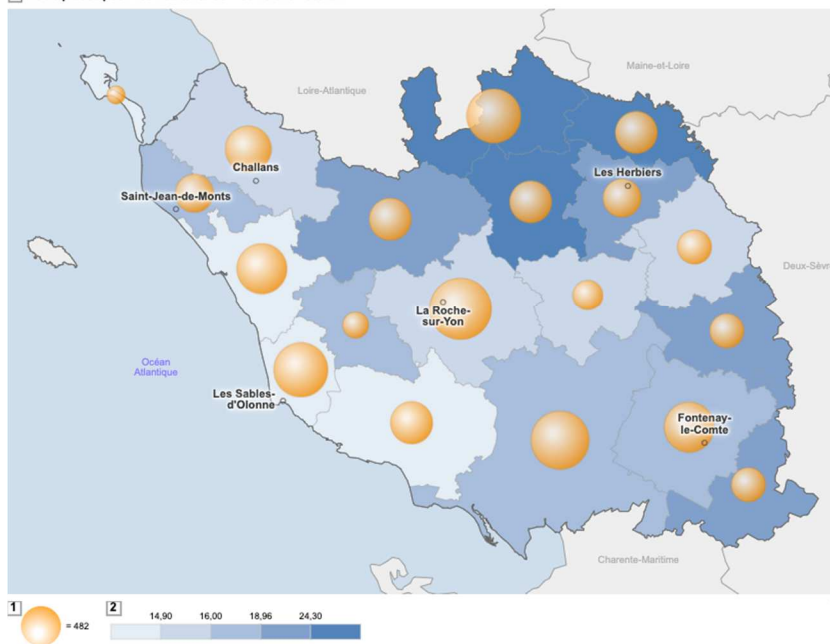 Maine-et-Loire
Loire-Atlantique
Challans
Les Herbiers
Saint-Jean-de-Monts
Deux-Sèvr
La Roche-
sur-Yon
Océan
Atlantique
Les Sables-
d'Olonne
Fontenay-
le-Comte
Charente-Maritime
1
= 482
2
14,90 16,00 18,96 24,30